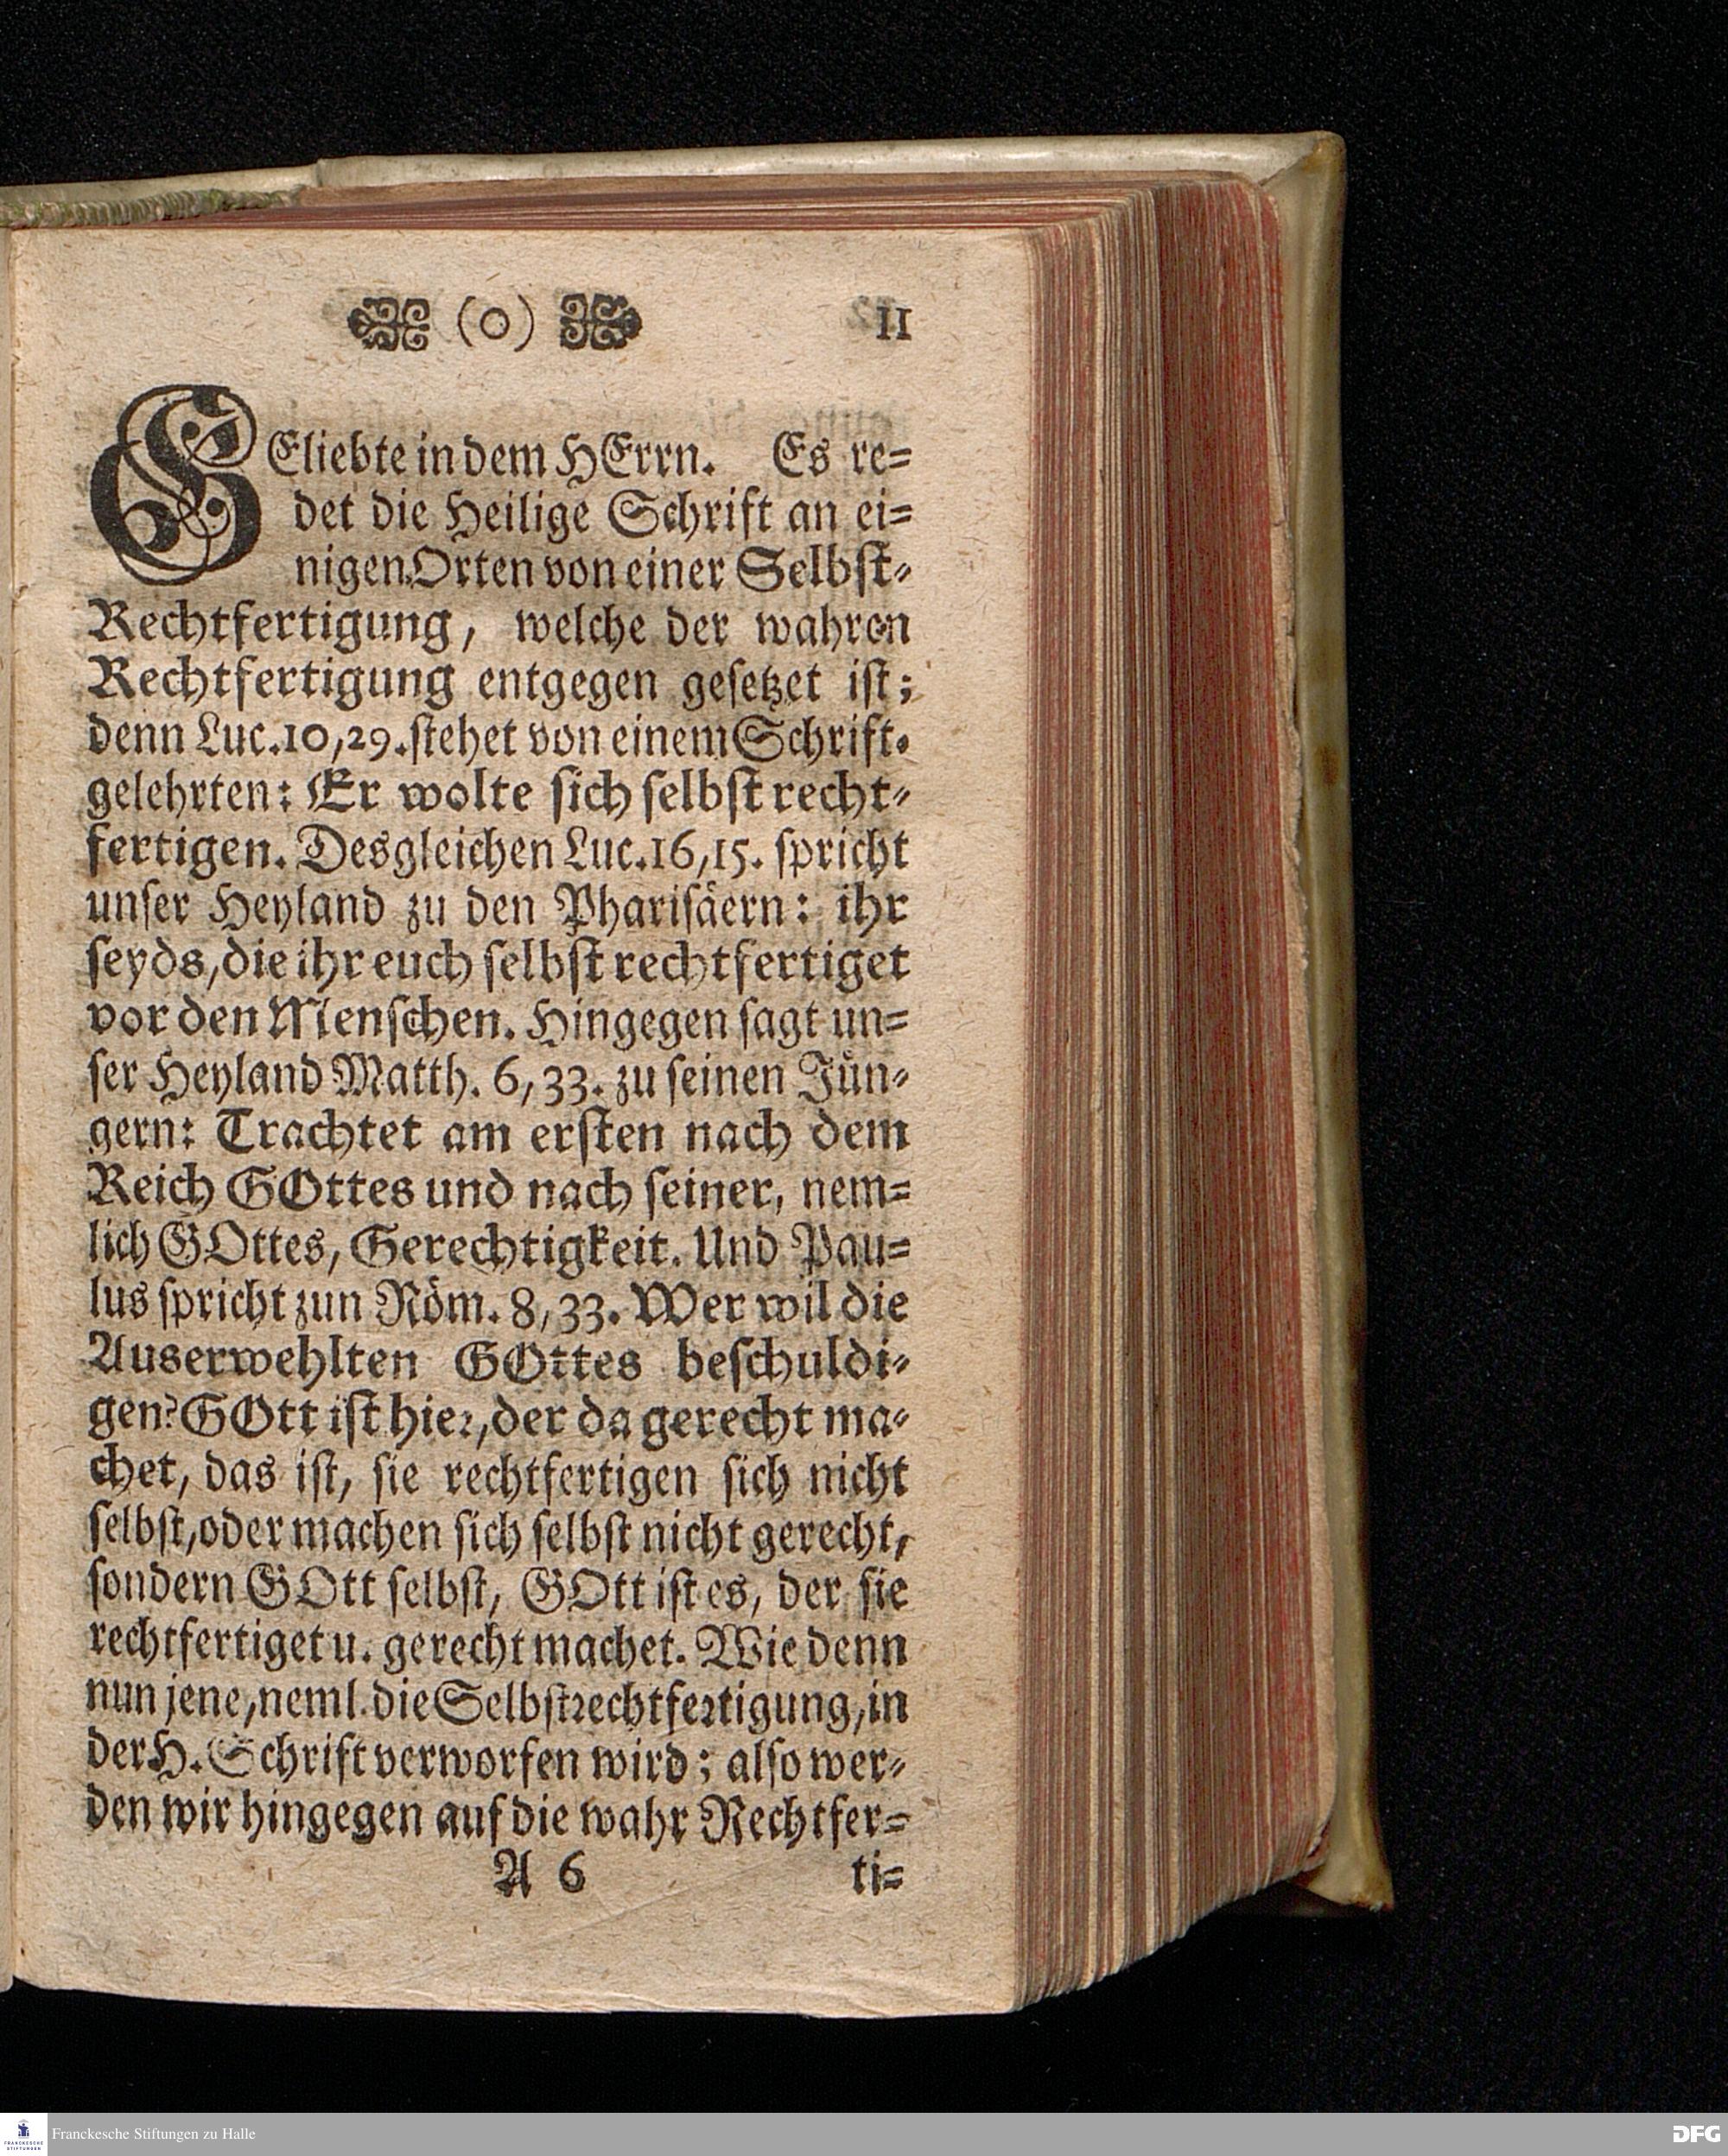 (o) 11
GEliebte in dem HErrn. Es re=
det die Heilige Schrift an ei=
nigen Orten von einer Selbst=
Rechtfertigung, welche der wahren
Rechtfertigung entgegen gesetzet ist;
denn Luc. 10, 29. stehet von einem Schrift=
gelehrten: Er wolte sich selbst recht=
fertigen. Desgleichen Luc. 16, 15. spricht
unser Heyland zu den Pharisäern: ihr
seyds, die ihr euch selbst rechtfertiget
vor den Menschen. Hingegen sagt un=
ser Heyland Matth. 6, 33. zu seinen Jün=
gern: Trachtet am ersten nach dem
Reich GOttes und nach seiner, nem=
lich GOttes, Gerechtigkeit. Und Pau=
lus spricht zun Röm. 8, 33. Wer wil die
Auserwehlten GOttes beschuldi=
gen? GOtt ist hier, der da gerecht ma=
chet, das ist, sie rechtfertigen sich nicht
selbst, oder machen sich selbst nicht gerecht,
sondern GOtt selbst, GOtt ist es, der sie
rechtfertiget u. gerecht machet. Wie denn
nun jene, neml. die Selbstrechtfertigung, in
der H. Schrift verworfen wird; also wer=
den wir hingegen auf die wahr Rechtfer=
A 6 ti=
FRANCKESCHE
STIFTUNGEN
Franckesche Stiftungen zu Halle
DFG